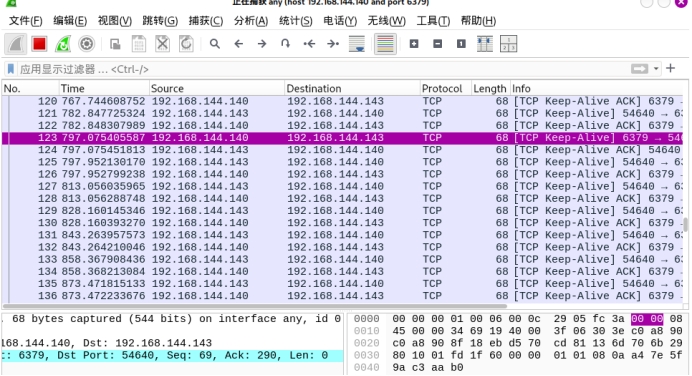 正在捕获 any (host 192.168.144.140 and port 6379)
文件(F) 编辑(E) 视图(V) 跳转(G) 捕获(C) 分析(A) 统计(S) 电话(Y) 无线(W) 工具(T) 帮助(H)
应用显示过滤器 … <Ctrl-/>
No. Time Source Destination Protocol Length Info
120 767.744608752 192.168.144.140 192.168.144.143 TCP 68 [TCP Keep-Alive ACK] 6379
121 782.847725324 192.168.144.143 192.168.144.140 TCP 68 [TCP Keep-Alive] 54640 → 6
122 782.848307989 192.168.144.140 192.168.144.143 TCP 68 [TCP Keep-Alive ACK] 6379
123 797.075405587 192.168.144.140 192.168.144.143 TCP 68 [TCP Keep-Alive] 6379 → 54
124 797.075451813 192.168.144.143 192.168.144.140 TCP 68 [TCP Keep-Alive ACK] 54640
125 797.952130170 192.168.144.143 192.168.144.140 TCP 68 [TCP Keep-Alive] 54640 → 6
126 797.952799238 192.168.144.140 192.168.144.143 TCP 68 [TCP Keep-Alive ACK] 6379
127 813.056035965 192.168.144.143 192.168.144.140 TCP 68 [TCP Keep-Alive] 54640 → 6
128 813.056288748 192.168.144.140 192.168.144.143 TCP 68 [TCP Keep-Alive ACK] 6379
129 828.160145346 192.168.144.143 192.168.144.140 TCP 68 [TCP Keep-Alive] 54640 → 6
130 828.160393270 192.168.144.140 192.168.144.143 TCP 68 [TCP Keep-Alive ACK] 6379
131 843.263957573 192.168.144.143 192.168.144.140 TCP 68 [TCP Keep-Alive] 54640 → 6
132 843.264210046 192.168.144.140 192.168.144.143 TCP 68 [TCP Keep-Alive ACK] 6379
133 858.367908436 192.168.144.143 192.168.144.140 TCP 68 [TCP Keep-Alive] 54640 → 6
134 858.368213084 192.168.144.140 192.168.144.143 TCP 68 [TCP Keep-Alive ACK] 6379
135 873.471815133 192.168.144.143 192.168.144.140 TCP 68 [TCP Keep-Alive] 54640 → 6
136 873.472233676 192.168.144.140 192.168.144.143 TCP 68 [TCP Keep-Alive ACK] 6379
, 68 bytes captured (544 bits) on interface any, id 0
168.144.140, Dst: 192.168.144.143
t: 6379, Dst Port: 54640, Seq: 69, Ack: 290, Len: 0
0000 00 00 00 01 00 06 00 0c 29 05 fc 3a 00 00 08
0010 45 00 00 34 69 19 40 00 3f 06 30 3e c0 a8 90
0020 c0 a8 90 8f 18 eb d5 70 cd 81 13 6d 70 6b 29
0030 80 10 01 fd 1f 60 00 00 01 01 08 0a a4 7e 5f
0040 9a c3 aa b0